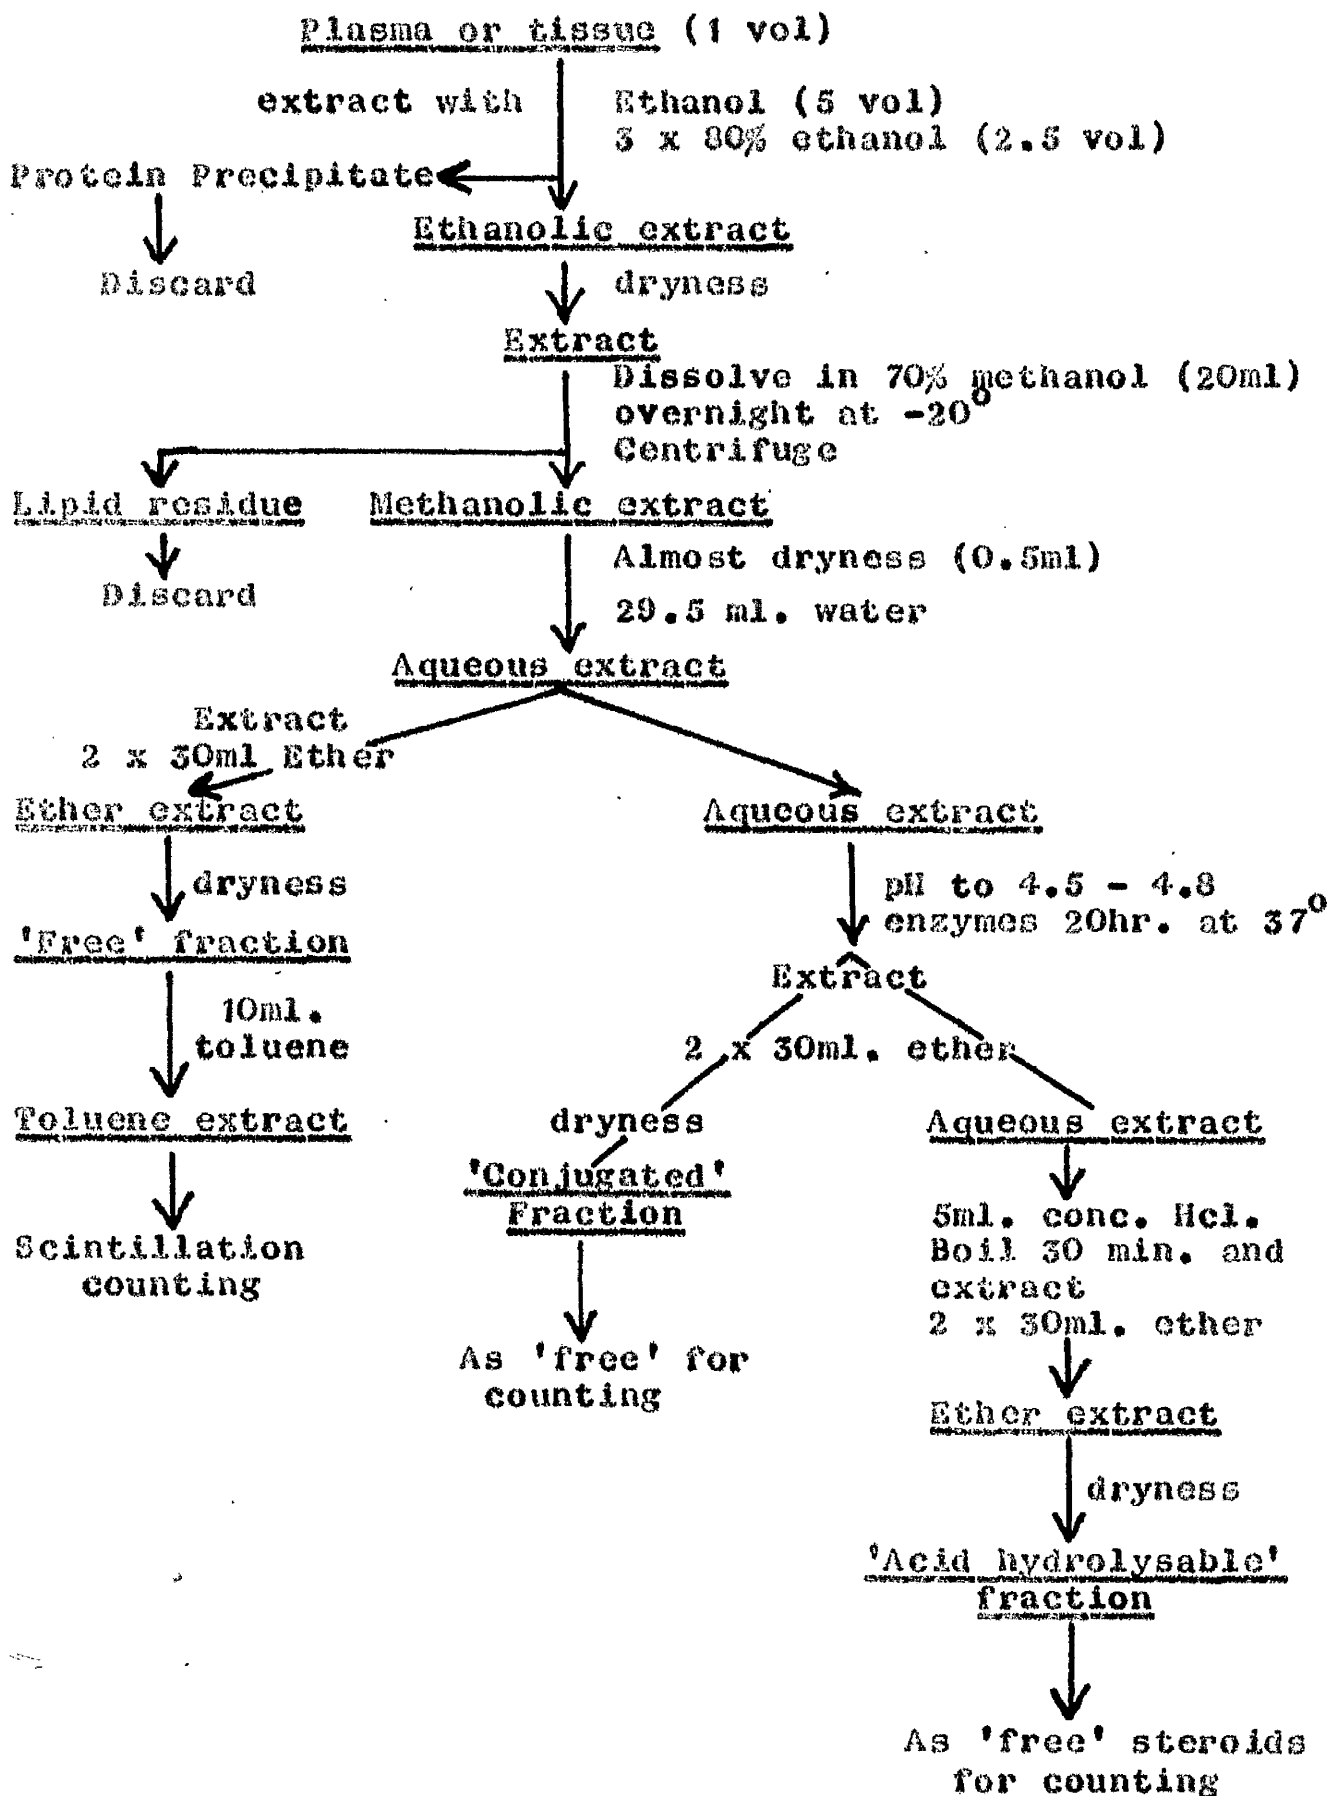 Plasma or tissue (1 vol)
extract with
Ethanol (5 vol)
3 x 80% ethanol (2.5 vol)
Protein Precipitate
Ethanolic extract
Discard
dryness
Extract
Dissolve in 70% methanol (20ml)
overnight at -20°
Centrifuge
Lipid residue
Methanolic extract
Discard
Almost dryness (0.5ml)
29.5 ml. water
Aqueous extract
Extract
2 x 30ml Ether
Ether extract
dryness
'Free' fraction
10ml.
toluene
Toluene extract
Scintillation
counting
Aqueous extract
pH to 4.5 - 4.8
enzymes 20hr. at 37°
Extract
2 x 30ml. ether
dryness
'Conjugated'
Fraction
As 'free' for
counting
Aqueous extract
5ml. conc. Hcl.
Boil 30 min. and
extract
2 x 30ml. ether
Ether extract
dryness
'Acid hydrolysable'
fraction
As 'free' steroids
for counting